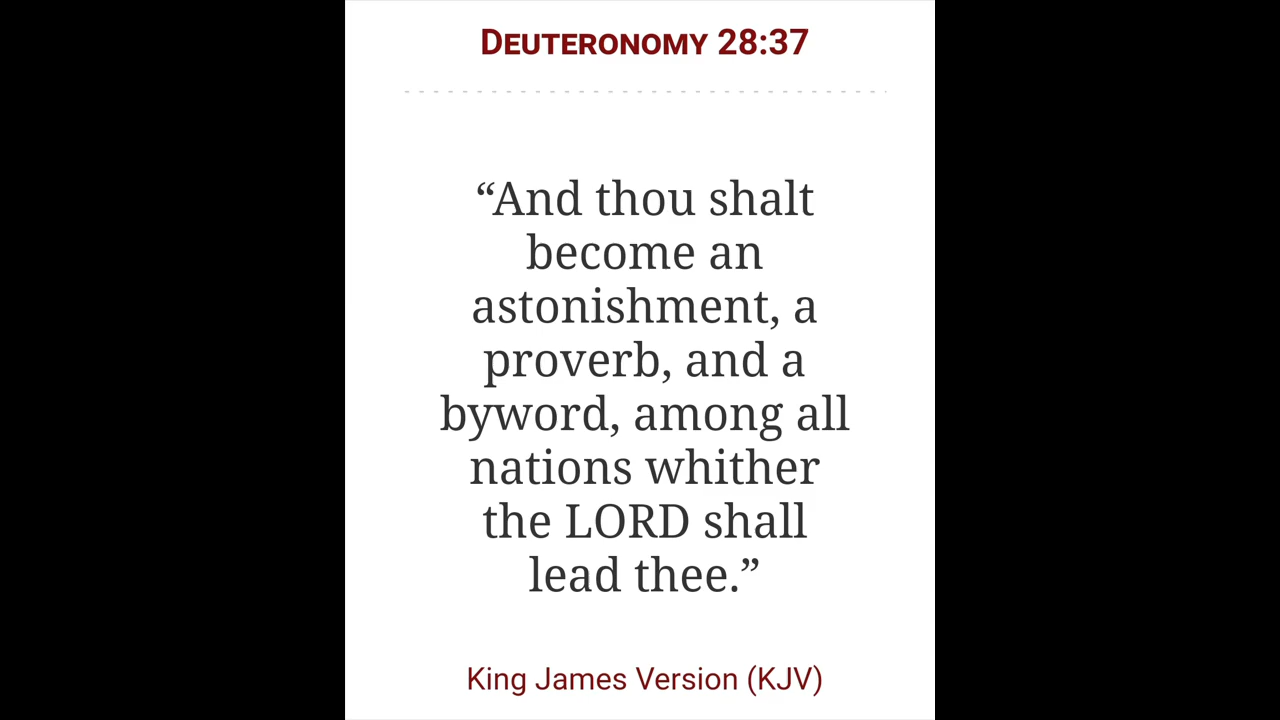 DEUTERONOMY 28:37
“And thou shalt
become an
astonishment, a
proverb, and a
byword, among all
nations whither
the LORD shall
lead thee.”
King James Version (KJV)